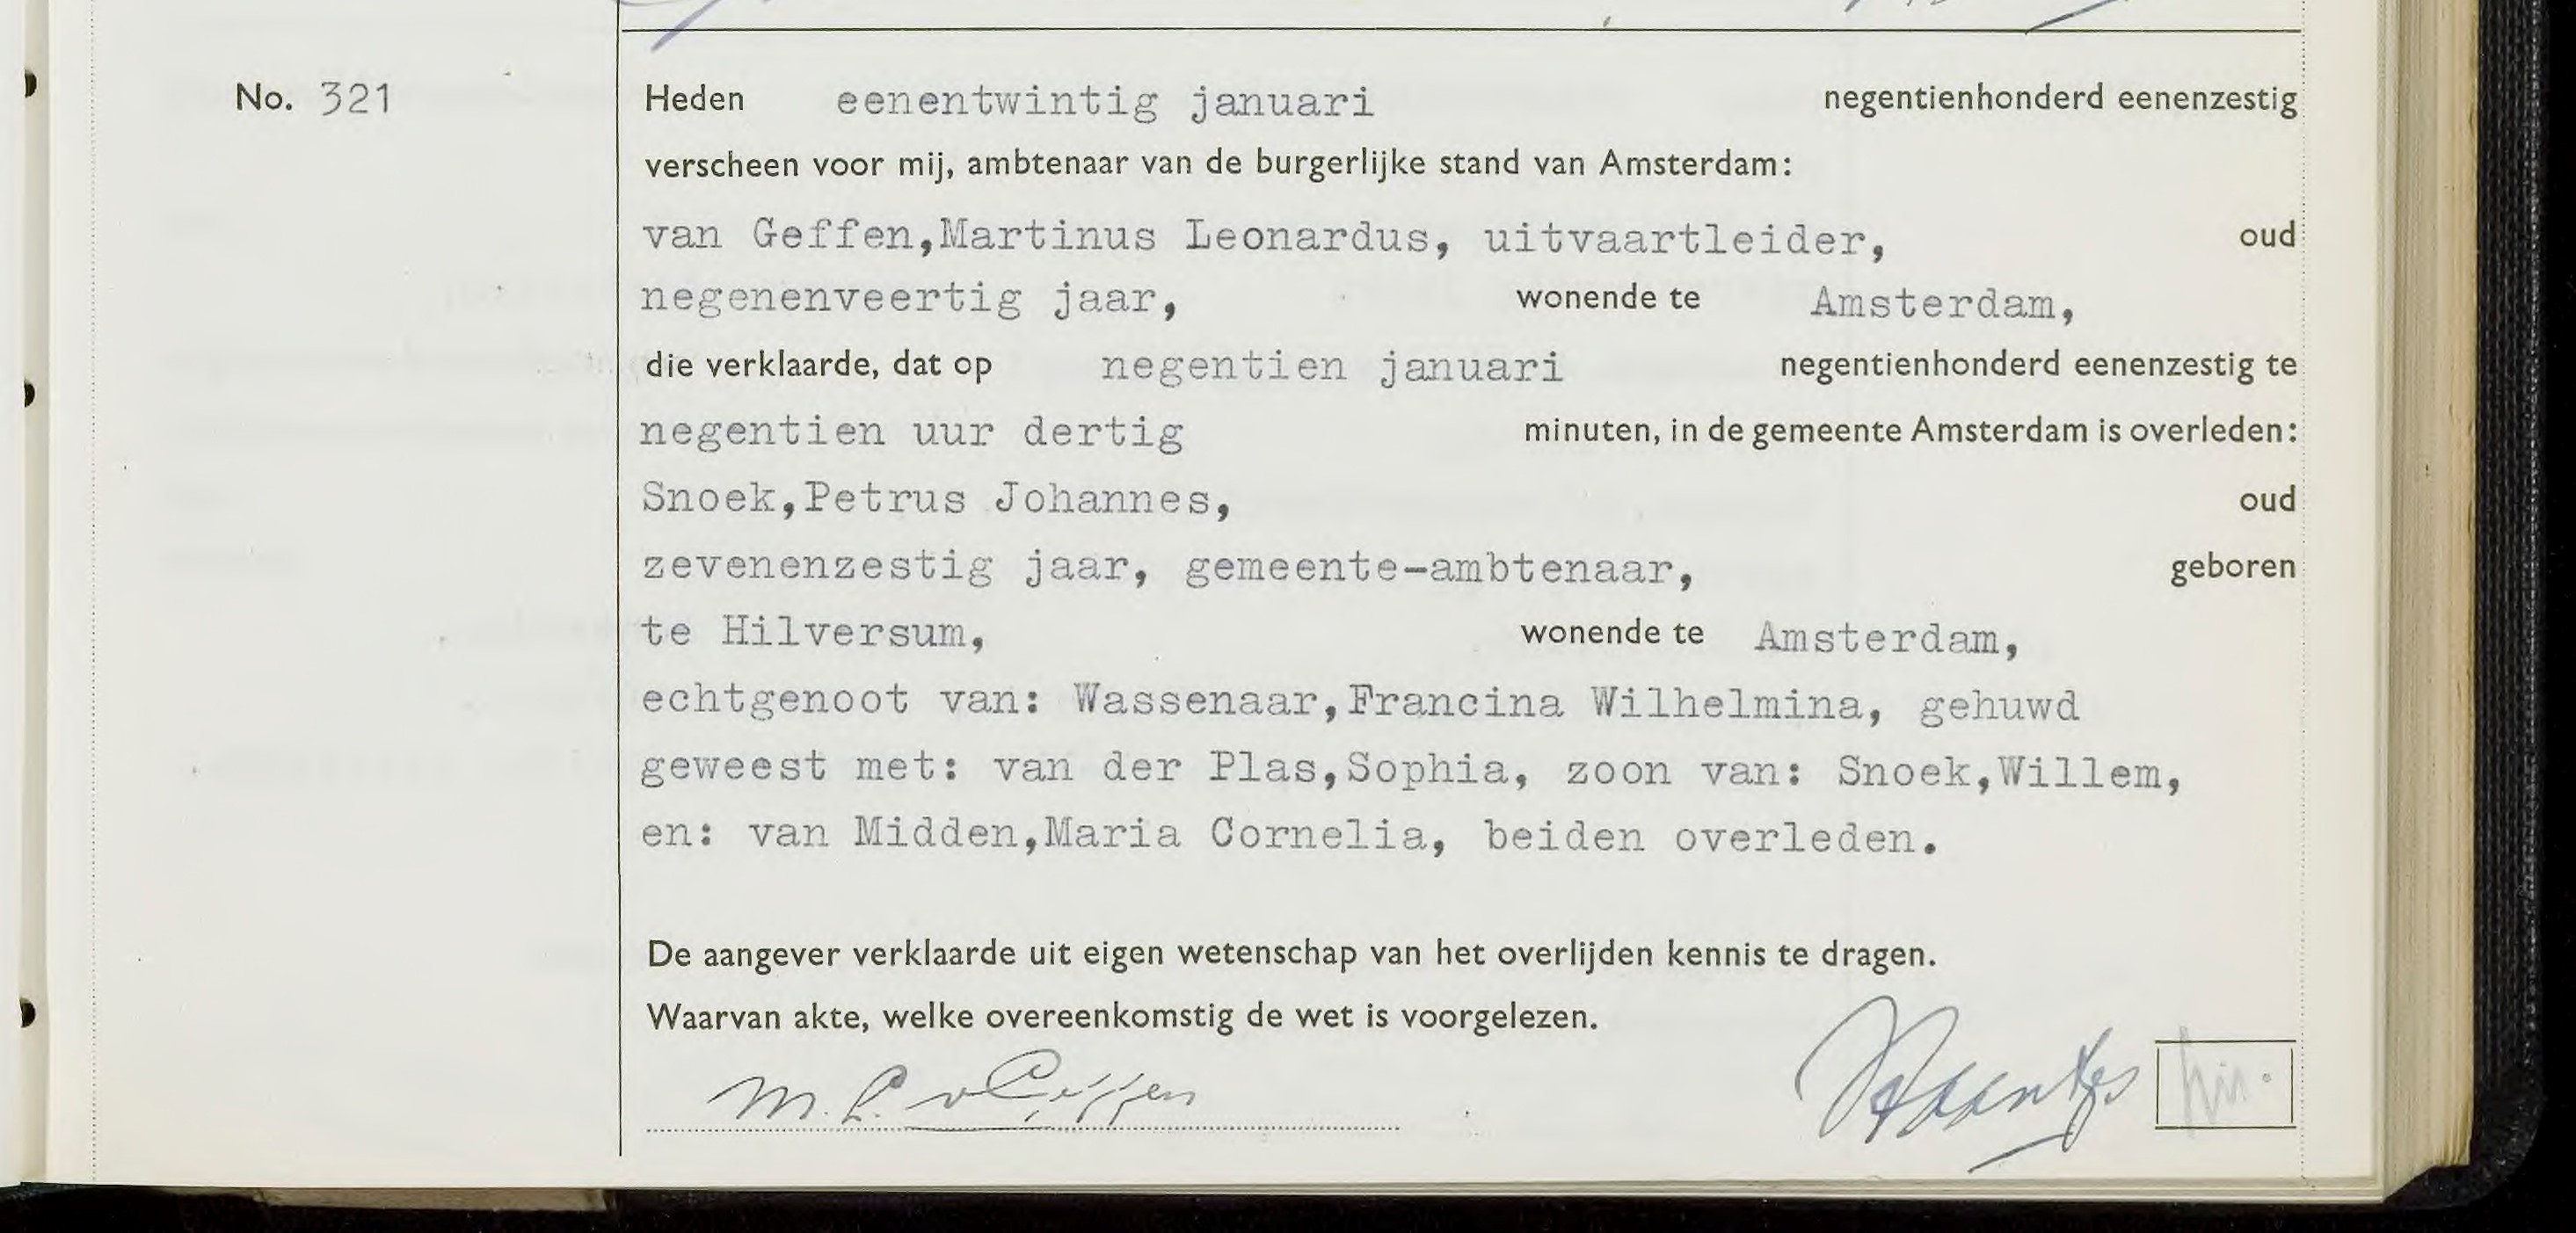 No. 321
Heden eenentwintig januari negentienhonderd eenenzestig
verscheen voor mij, ambtenaar van de burgerlijke stand van Amsterdam:
van Geffen,Martinus Leonardus, uitvaartleider, oud
negenenveertig jaar, wonende te Amsterdam,
die verklaarde, dat op negentien januari negentienhonderd eenenzestig te
negentien uur dertig minuten, in de gemeente Amsterdam is overleden:
Snoek,Petrus Johannes, oud
zevenenzestig jaar, gemeente-ambtenaar, geboren
te Hilversum, wonende te Amsterdam,
echtgenoot van: Wassenaar,Francina Wilhelmina, gehuwd
geweest met: van der Plas,Sophia, zoon van: Snoek,Willem,
en: van Midden,Maria Cornelia, beiden overleden.
De aangever verklaarde uit eigen wetenschap van het overlijden kennis te dragen.
Waarvan akte, welke overeenkomstig de wet is voorgelezen.
M. L. v Geffen